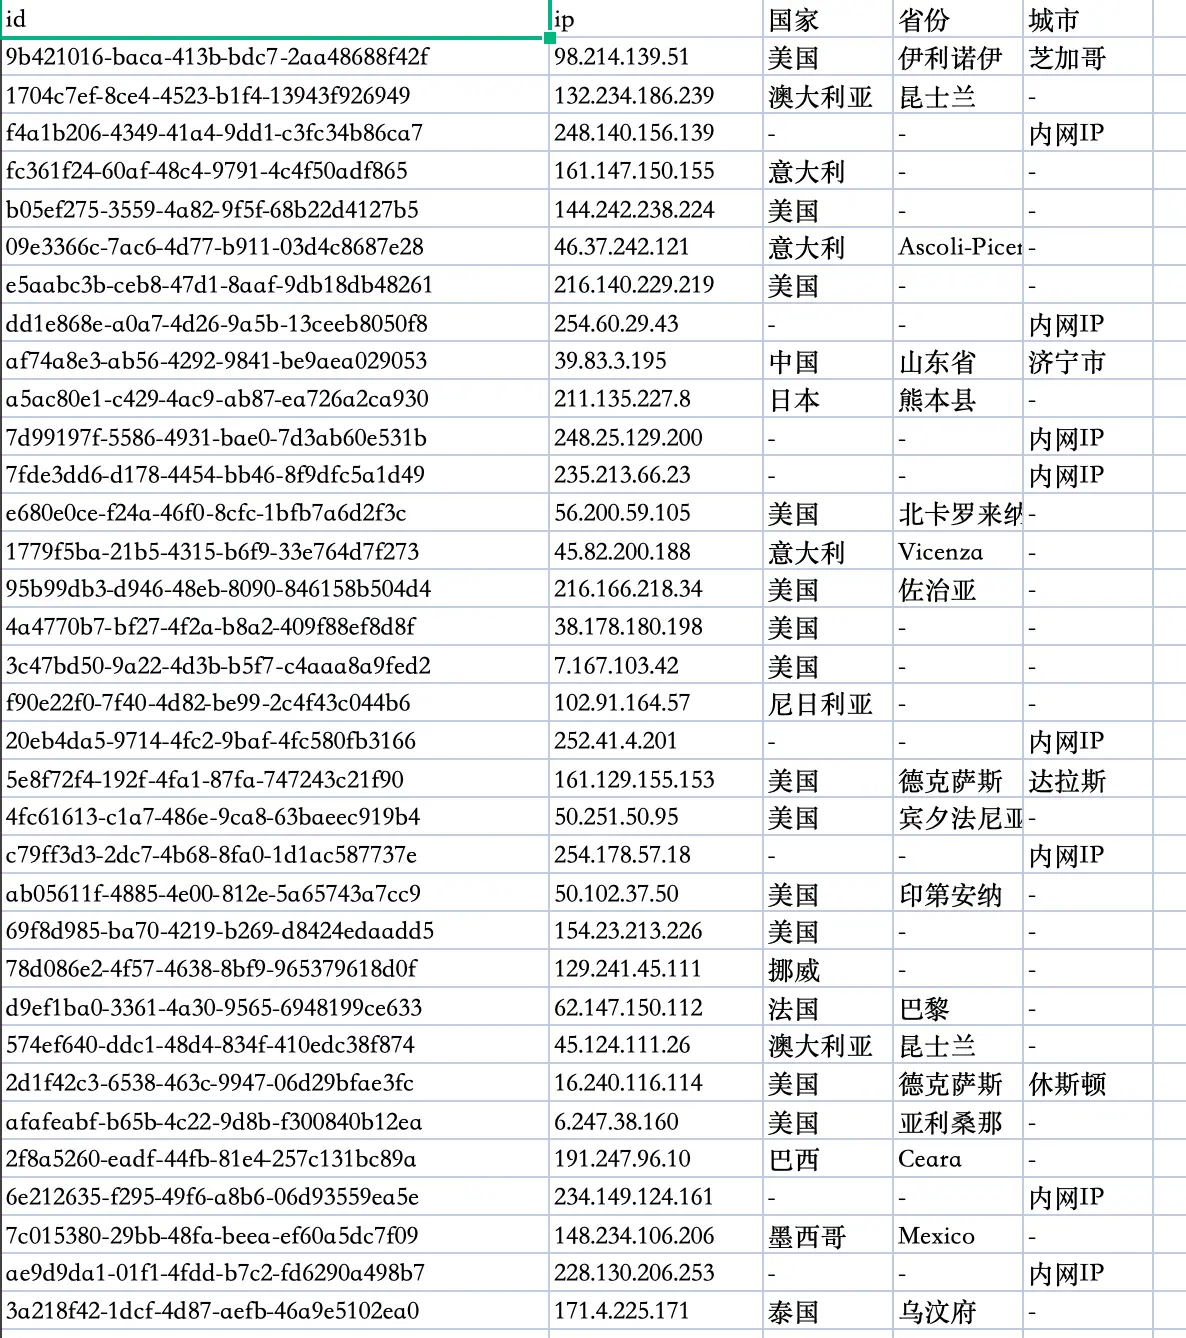 id ip 国家 省份 城市
9b421016-baca-413b-bdc7-2aa48688f42f 98.214.139.51 美国 伊利诺伊 芝加哥
1704c7ef-8ce4-4523-b1f4-13943f926949 132.234.186.239 澳大利亚 昆士兰 -
f4a1b206-4349-41a4-9dd1-c3fc34b86ca7 248.140.156.139 - - 内网IP
fc361f24-60af-48c4-9791-4c4f50adf865 161.147.150.155 意大利 - -
b05ef275-3559-4a82-9f5f-68b22d4127b5 144.242.238.224 美国 - -
09e3366c-7ac6-4d77-b911-03d4c8687e28 46.37.242.121 意大利 Ascoli-Picer -
e5aabc3b-ceb8-47d1-8aaf-9db18db48261 216.140.229.219 美国 - -
dd1e868e-a0a7-4d26-9a5b-13ceeb8050f8 254.60.29.43 - - 内网IP
af74a8e3-ab56-4292-9841-be9aea029053 39.83.3.195 中国 山东省 济宁市
a5ac80e1-c429-4ac9-ab87-ea726a2ca930 211.135.227.8 日本 熊本县 -
7d99197f-5586-4931-bae0-7d3ab60e531b 248.25.129.200 - - 内网IP
7fde3dd6-d178-4454-bb46-8f9dfc5a1d49 235.213.66.23 - - 内网IP
e680e0ce-f24a-46f0-8cfc-1bfb7a6d2f3c 56.200.59.105 美国 北卡罗来纳 -
1779f5ba-21b5-4315-b6f9-33e764d7f273 45.82.200.188 意大利 Vicenza -
95b99db3-d946-48eb-8090-846158b504d4 216.166.218.34 美国 佐治亚 -
4a4770b7-bf27-4f2a-b8a2-409f88ef8d8f 38.178.180.198 美国 - -
3c47bd50-9a22-4d3b-b5f7-c4aaa8a9fed2 7.167.103.42 美国 - -
f90e22f0-7f40-4d82-be99-2c4f43c044b6 102.91.164.57 尼日利亚 - -
20eb4da5-9714-4fc2-9baf-4fc580fb3166 252.41.4.201 - - 内网IP
5e8f72f4-192f-4fa1-87fa-747243c21f90 161.129.155.153 美国 德克萨斯 达拉斯
4fc61613-c1a7-486e-9ca8-63baeec919b4 50.251.50.95 美国 宾夕法尼亚 -
c79ff3d3-2dc7-4b68-8fa0-1d1ac587737e 254.178.57.18 - - 内网IP
ab05611f-4885-4e00-812e-5a65743a7cc9 50.102.37.50 美国 印第安纳 -
69f8d985-ba70-4219-b269-d8424edaadd5 154.23.213.226 美国 - -
78d086e2-4f57-4638-8bf9-965379618d0f 129.241.45.111 挪威 - -
d9ef1ba0-3361-4a30-9565-6948199ce633 62.147.150.112 法国 巴黎 -
574ef640-ddc1-48d4-834f-410edc38f874 45.124.111.26 澳大利亚 昆士兰 -
2d1f42c3-6538-463c-9947-06d29bfae3fc 16.240.116.114 美国 德克萨斯 休斯顿
afafeabf-b65b-4c22-9d8b-f300840b12ea 6.247.38.160 美国 亚利桑那 -
2f8a5260-eadf-44fb-81e4-257c131bc89a 191.247.96.10 巴西 Ceara -
6e212635-f295-49f6-a8b6-06d93559ea5e 234.149.124.161 - - 内网IP
7c015380-29bb-48fa-beea-ef60a5dc7f09 148.234.106.206 墨西哥 Mexico -
ae9d9da1-01f1-4fdd-b7c2-fd6290a498b7 228.130.206.253 - - 内网IP
3a218f42-1dcf-4d87-aefb-46a9e5102ea0 171.4.225.171 泰国 乌汶府 -